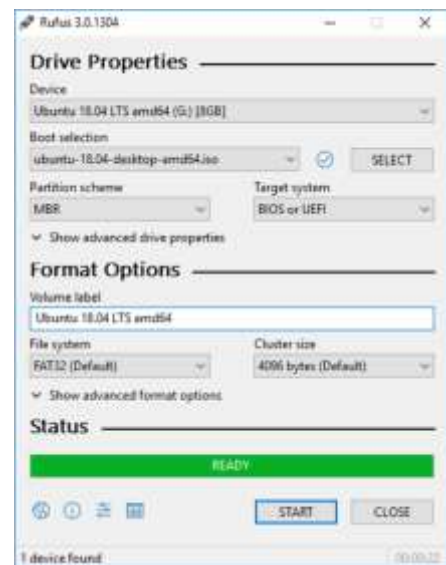 Rufus 3.0.1304
Drive Properties
Device
Ubuntu 18.04 LTS amd64 (G:) [8GB]
Boot selection
ubuntu-18.04-desktop-amd64.iso
SELECT
Partition scheme Target system
MBR BIOS or UEFI
Show advanced drive properties
Format Options
Volume label
Ubuntu 18.04 LTS amd64
File system Cluster size
FAT32 (Default) 4096 bytes (Default)
Show advanced format options
Status
READY
START CLOSE
1 device found 00:00:22